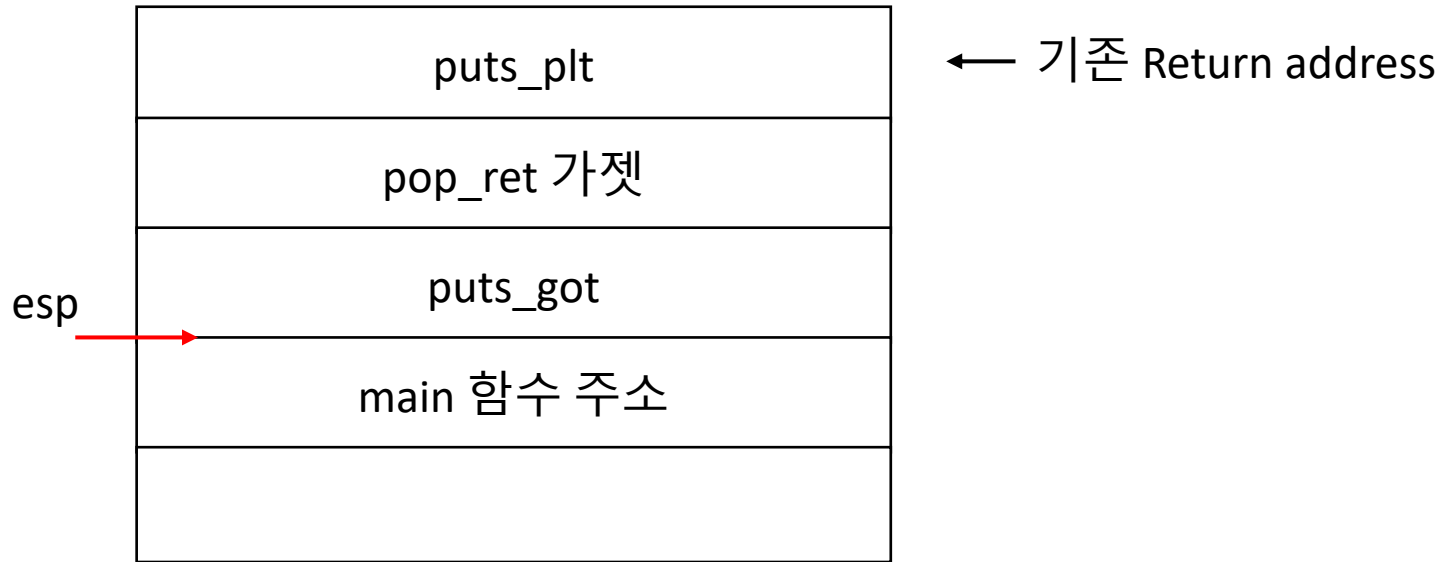 puts_plt
기존 Return address
pop_ret 가젯
puts_got
esp
main 함수 주소